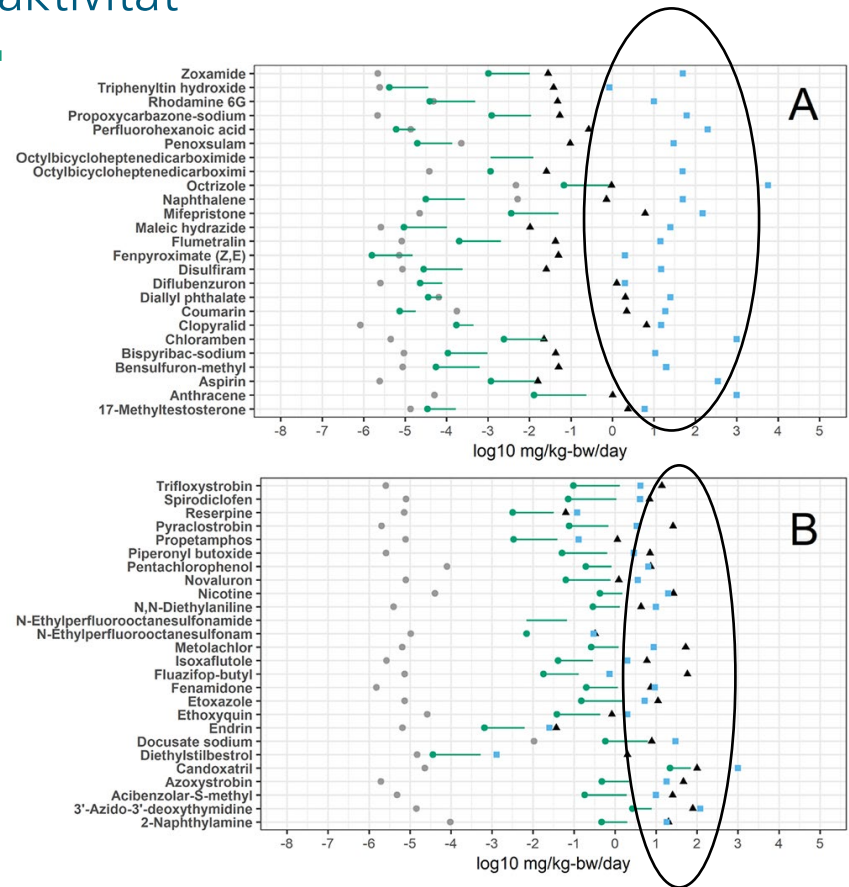 aktivität
A
Zoxamide
Triphenyltin hydroxide
Rhodamine 6G
Propoxycarbazone-sodium
Perfluorohexanoic acid
Penoxsulam
Octylbicycloheptenedicarboximide
Octylbicycloheptenedicarboximi
Octrizole
Naphthalene
Mifepristone
Maleic hydrazide
Flumetralin
Fenpyroximate (Z,E)
Disulfiram
Diflubenzuron
Diallyl phthalate
Coumarin
Clopyralid
Chloramben
Bispyribac-sodium
Bensulfuron-methyl
Aspirin
Anthracene
17-Methyltestosterone
-8 -7 -6 -5 -4 -3 -2 -1 0 1 2 3 4 5
log10 mg/kg-bw/day
B
Trifloxystrobin
Spirodiclofen
Reserpine
Pyraclostrobin
Propetamphos
Piperonyl butoxide
Pentachlorophenol
Novaluron
Nicotine
N,N-Diethylaniline
N-Ethylperfluorooctanesulfonamide
N-Ethylperfluorooctanesulfonam
Metolachlor
Isoxaflutole
Fluazifop-butyl
Fenamidone
Etoxazole
Ethoxyquin
Endrin
Docusate sodium
Diethylstilbestrol
Candoxatril
Azoxystrobin
Acibenzolar-S-methyl
3'-Azido-3'-deoxythymidine
2-Naphthylamine
-8 -7 -6 -5 -4 -3 -2 -1 0 1 2 3 4 5
log10 mg/kg-bw/day